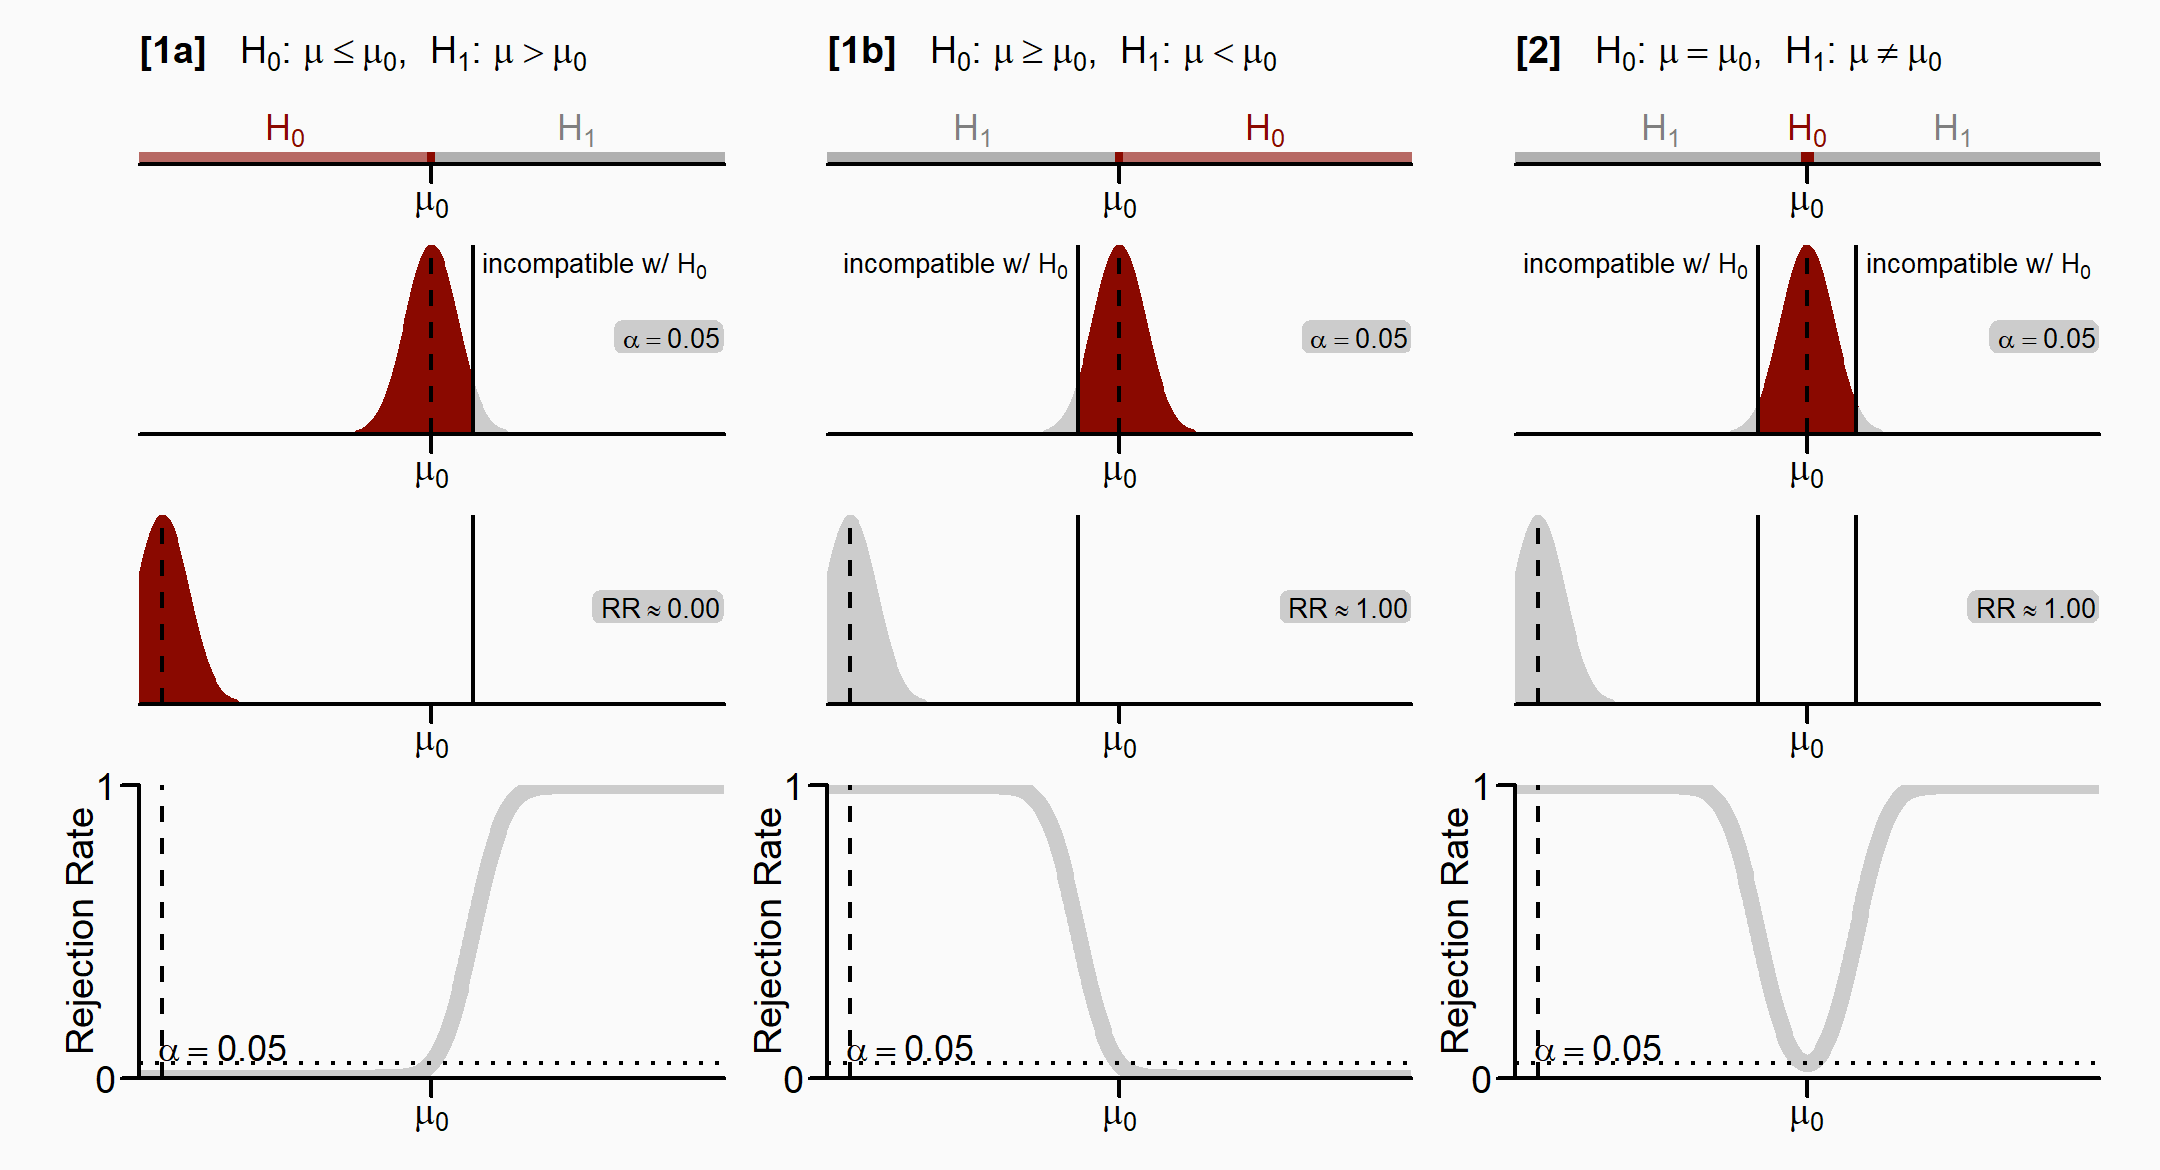 [1a] H₀: μ ≤ μ₀, H₁: μ > μ₀
H₀ H₁
μ₀
incompatible w/ H₀
α = 0.05
μ₀
RR ≈ 0.00
μ₀
1
Rejection Rate
α = 0.05
0
μ₀
[1b] H₀: μ ≥ μ₀, H₁: μ < μ₀
H₁ H₀
μ₀
incompatible w/ H₀
α = 0.05
μ₀
RR ≈ 1.00
μ₀
1
Rejection Rate
α = 0.05
0
μ₀
[2] H₀: μ = μ₀, H₁: μ ≠ μ₀
H₁ H₀ H₁
μ₀
incompatible w/ H₀ incompatible w/ H₀
α = 0.05
μ₀
RR ≈ 1.00
μ₀
1
Rejection Rate
α = 0.05
0
μ₀